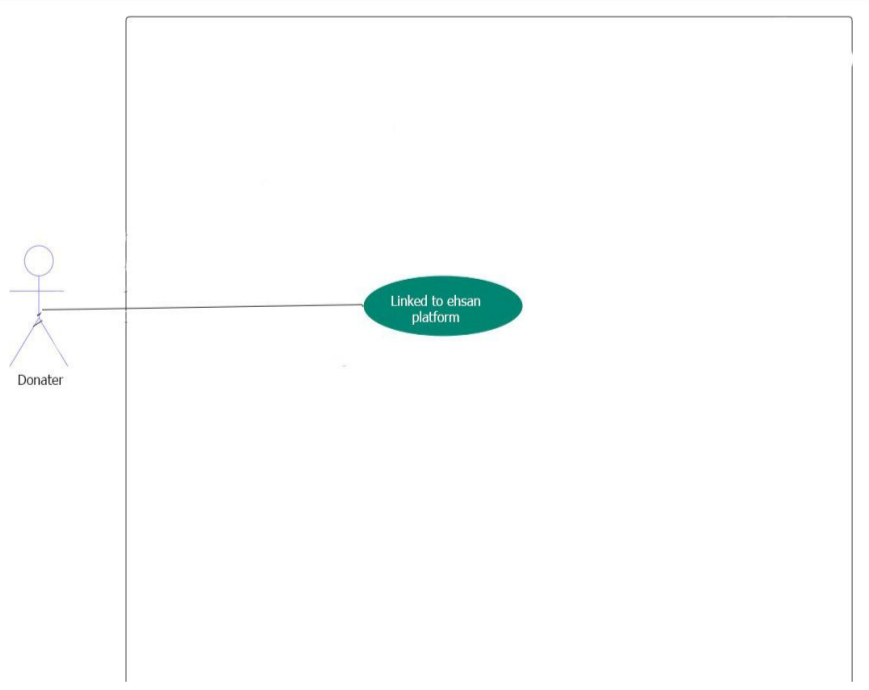 Linked to ehsan
platform
Donater